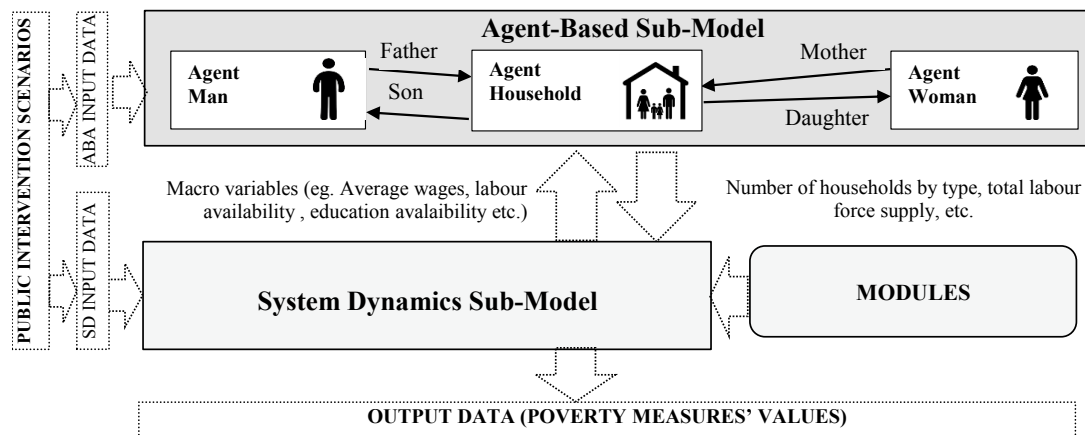 PUBLIC INTERVENTION SCENARIOS
ABA INPUT DATA
SD INPUT DATA
Agent-Based Sub-Model
Agent
Man
Father
Son
Agent
Household
Mother
Daughter
Agent
Woman
Macro variables (eg. Average wages, labour
availability , education avalaibility etc.)
Number of households by type, total labour
force supply, etc.
System Dynamics Sub-Model
MODULES
OUTPUT DATA (POVERTY MEASURES’ VALUES)